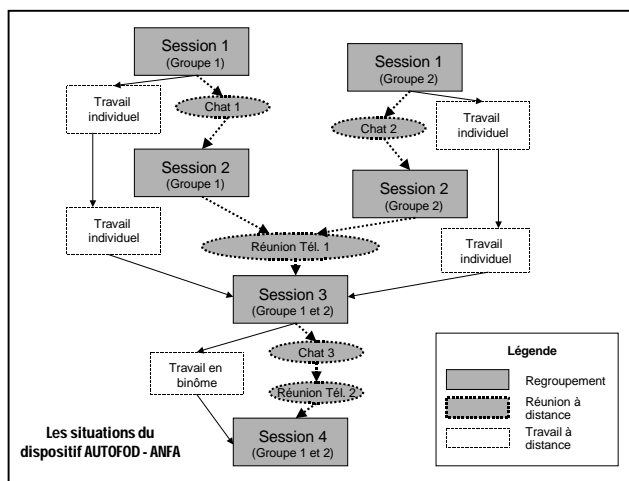 Session 1
(Groupe 1)
Session 1
(Groupe 2)
Travail
individuel
Chat 1
Chat 2
Travail
individuel
Session 2
(Groupe 1)
Session 2
(Groupe 2)
Travail
individuel
Réunion Tél. 1
Travail
individuel
Session 3
(Groupe 1 et 2)
Chat 3
Travail en
binôme
Réunion Tél. 2
Session 4
(Groupe 1 et 2)
Les situations du
dispositif AUTOFOD - ANFA
Légende
Regroupement
Réunion à
distance
Travail à
distance